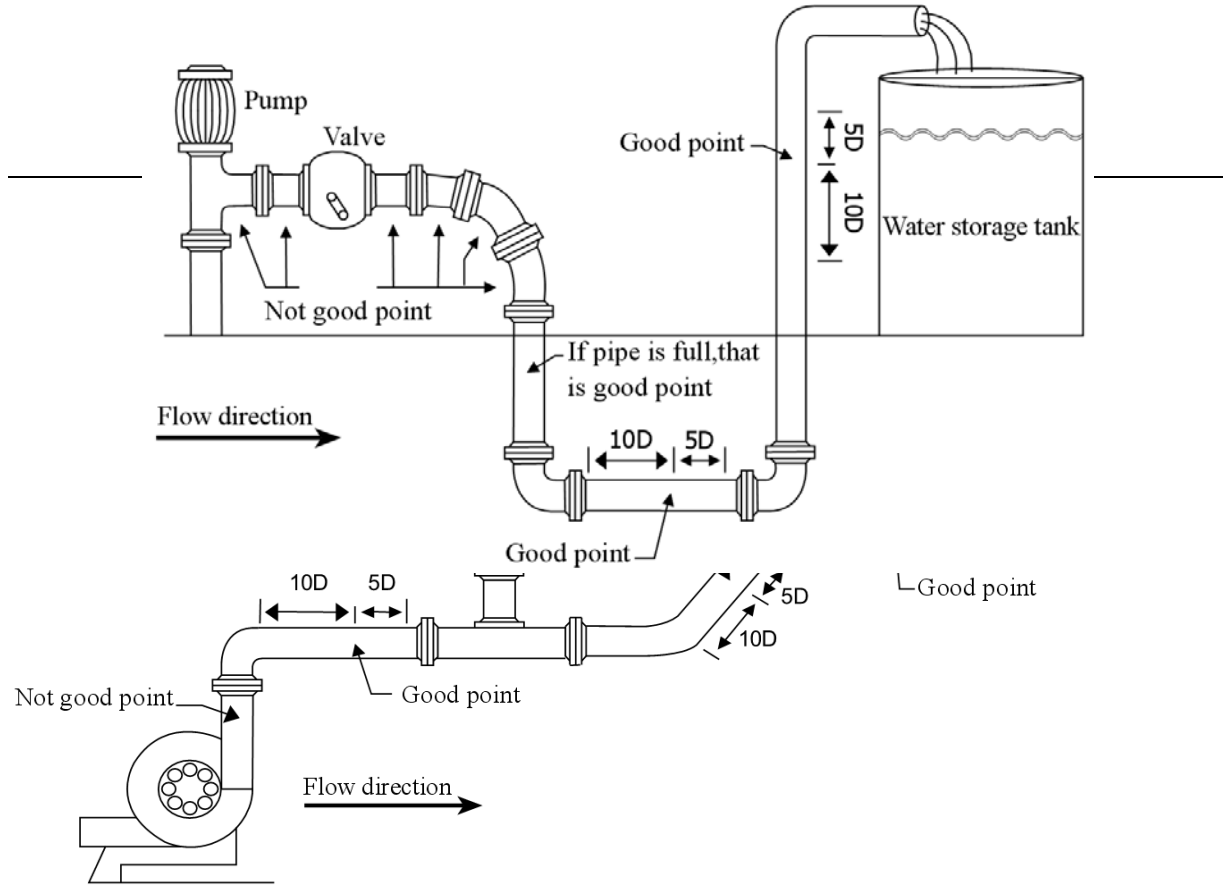 Pump
Valve
Good point
5D
10D
Water storage tank
Not good point
If pipe is full,that
is good point
Flow direction
10D
5D
Good point
10D
5D
5D
Good point
10D
Not good point
Good point
Flow direction